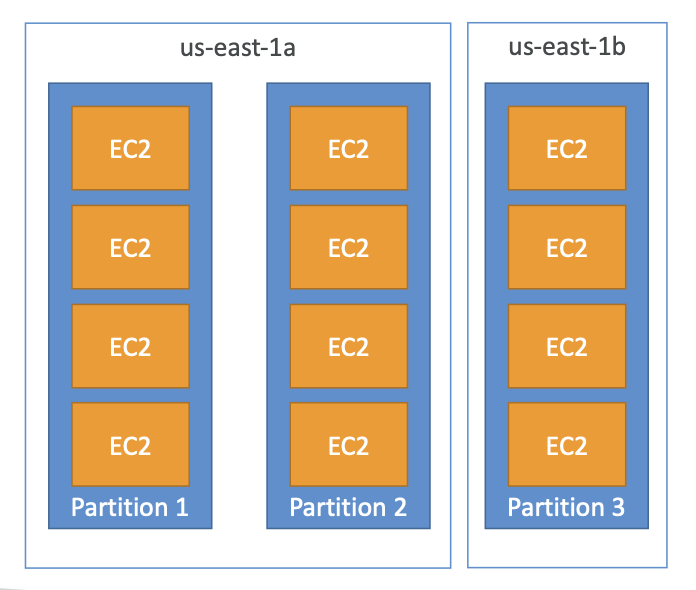 us-east-1a
us-east-1b
EC2
EC2
EC2
EC2
Partition 1
EC2
EC2
EC2
EC2
Partition 2
EC2
EC2
EC2
EC2
Partition 3